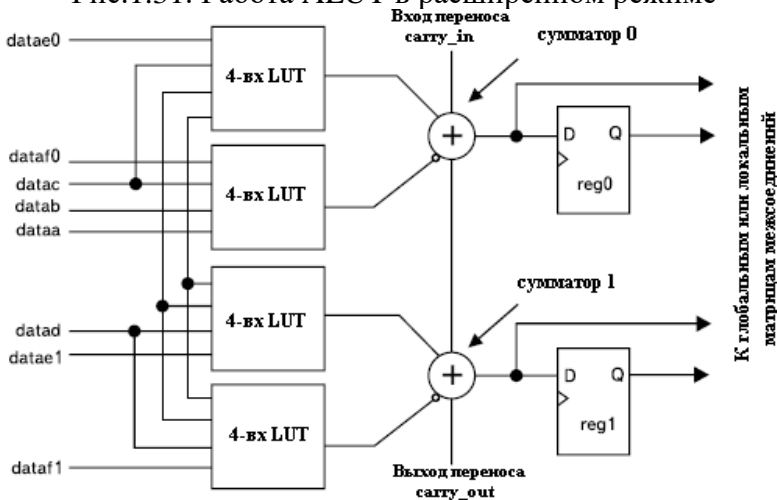 Рис.1.31. Работа ALUT в расширенном режиме
Вход переноса
carry_in
сумматор 0
datae0
4-вх LUT
D Q
reg0
dataf0
datac
datab
dataa
4-вх LUT
К глобальным или локальным
матрицам межсоединений
сумматор 1
4-вх LUT
datad
datae1
D Q
reg1
4-вх LUT
dataf1
Выход переноса
carry_out